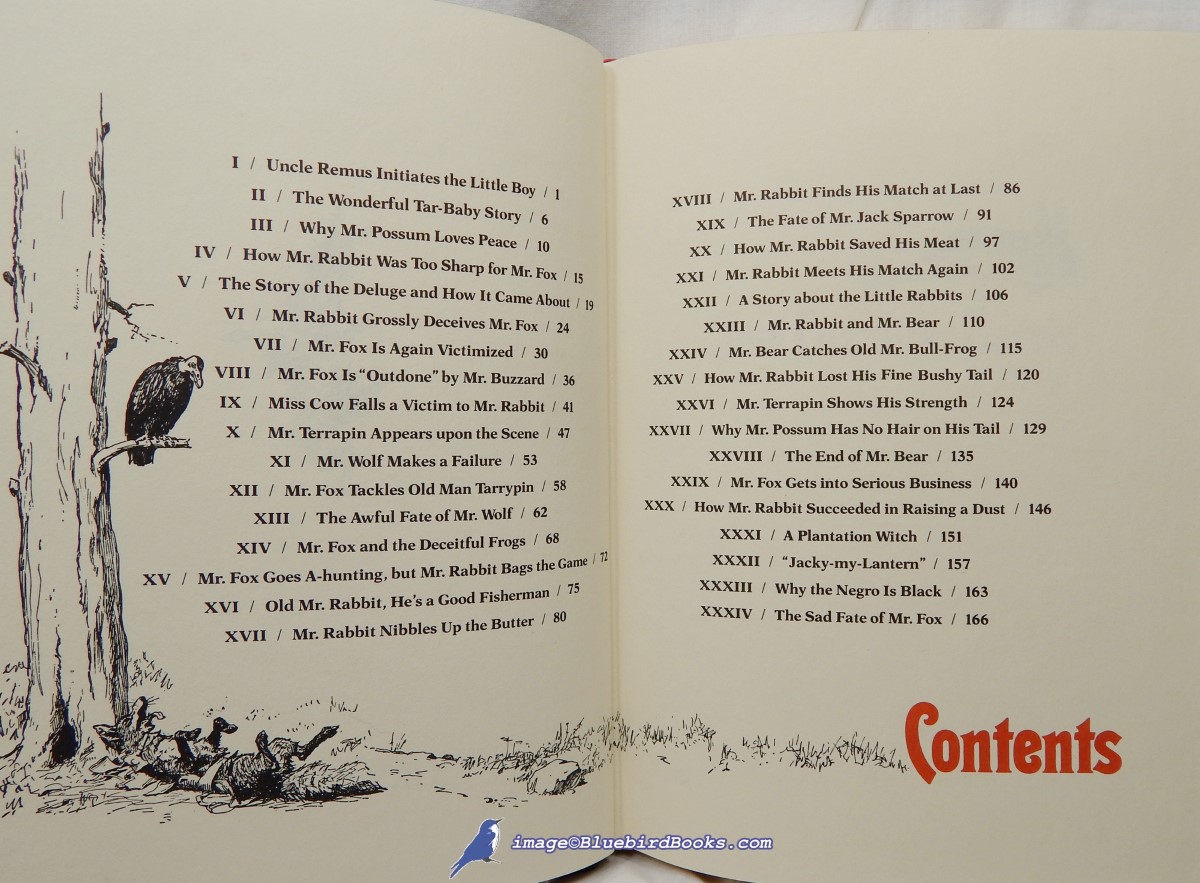 I / Uncle Remus Initiates the Little Boy / 1
II / The Wonderful Tar-Baby Story / 6
III / Why Mr. Possum Loves Peace / 10
IV / How Mr. Rabbit Was Too Sharp for Mr. Fox / 15
V / The Story of the Deluge and How It Came About / 19
VI / Mr. Rabbit Grossly Deceives Mr. Fox / 24
VII / Mr. Fox Is Again Victimized / 30
VIII / Mr. Fox Is “Outdone” by Mr. Buzzard / 36
IX / Miss Cow Falls a Victim to Mr. Rabbit / 41
X / Mr. Terrapin Appears upon the Scene / 47
XI / Mr. Wolf Makes a Failure / 53
XII / Mr. Fox Tackles Old Man Tarrypin / 58
XIII / The Awful Fate of Mr. Wolf / 62
XIV / Mr. Fox and the Deceitful Frogs / 68
XV / Mr. Fox Goes A-hunting, but Mr. Rabbit Bags the Game / 72
XVI / Old Mr. Rabbit, He’s a Good Fisherman / 75
XVII / Mr. Rabbit Nibbles Up the Butter / 80
XVIII / Mr. Rabbit Finds His Match at Last / 86
XIX / The Fate of Mr. Jack Sparrow / 91
XX / How Mr. Rabbit Saved His Meat / 97
XXI / Mr. Rabbit Meets His Match Again / 102
XXII / A Story about the Little Rabbits / 106
XXIII / Mr. Rabbit and Mr. Bear / 110
XXIV / Mr. Bear Catches Old Mr. Bull-Frog / 115
XXV / How Mr. Rabbit Lost His Fine Bushy Tail / 120
XXVI / Mr. Terrapin Shows His Strength / 124
XXVII / Why Mr. Possum Has No Hair on His Tail / 129
XXVIII / The End of Mr. Bear / 135
XXIX / Mr. Fox Gets into Serious Business / 140
XXX / How Mr. Rabbit Succeeded in Raising a Dust / 146
XXXI / A Plantation Witch / 151
XXXII / “Jacky-my-Lantern” / 157
XXXIII / Why the Negro Is Black / 163
XXXIV / The Sad Fate of Mr. Fox / 166
Contents
image©BluebirdBooks.com